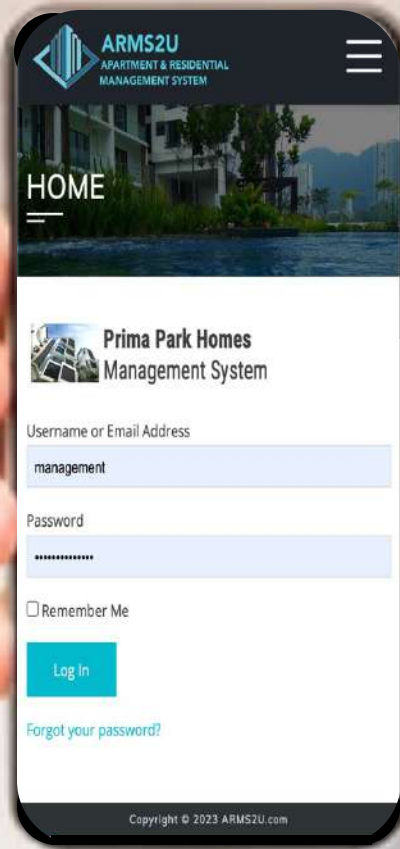 ARMS2U
APARTMENT & RESIDENTIAL
MANAGEMENT SYSTEM
HOME
Prima Park Homes
Management System
Username or Email Address
management
Password
••••••••••••••
Remember Me
Log In
Forgot your password?
Copyright © 2023 ARMS2U.com